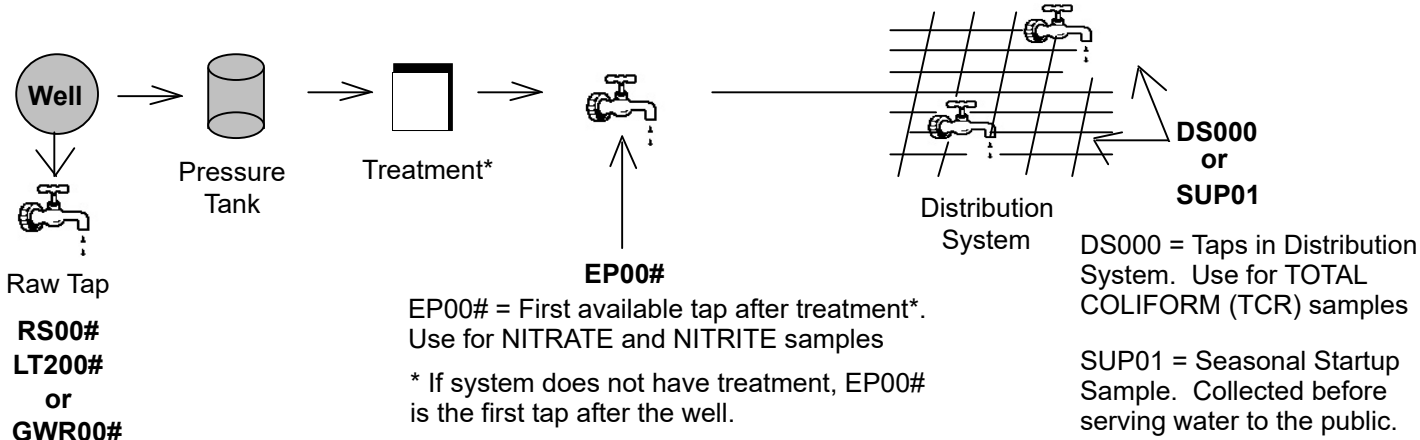 Well
Raw Tap
RS00#
LT200#
or
GWR00#
Pressure
Tank
Treatment*
EP00#
EP00# = First available tap after treatment*.
Use for NITRATE and NITRITE samples
* If system does not have treatment, EP00#
is the first tap after the well.
Distribution
System
DS000
or
SUP01
DS000 = Taps in Distribution
System. Use for TOTAL
COLIFORM (TCR) samples
SUP01 = Seasonal Startup
Sample. Collected before
serving water to the public.